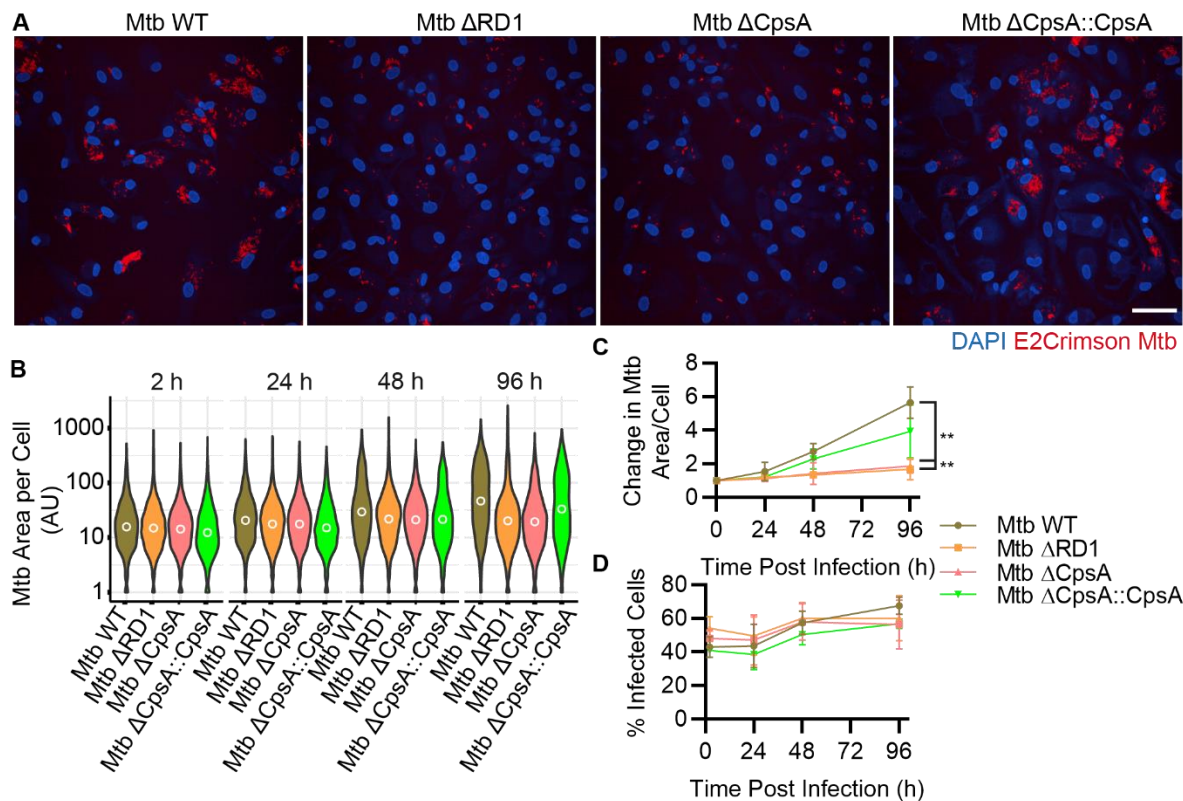 A
Mtb WT
Mtb ΔRD1
Mtb ΔCpsA
Mtb ΔCpsA::CpsA
DAPI E2Crimson Mtb
B
2 h
24 h
48 h
96 h
Mtb Area per Cell
(AU)
1000
100
10
1
Mtb WT
Mtb ΔRD1
Mtb ΔCpsA
Mtb ΔCpsA::CpsA
Mtb WT
Mtb ΔRD1
Mtb ΔCpsA
Mtb ΔCpsA::CpsA
Mtb WT
Mtb ΔRD1
Mtb ΔCpsA
Mtb ΔCpsA::CpsA
Mtb WT
Mtb ΔRD1
Mtb ΔCpsA
Mtb ΔCpsA::CpsA
C
Change in Mtb
Area/Cell
8
6
4
2
0
**
**
0 24 48 72 96
Time Post Infection (h)
Mtb WT
Mtb ΔRD1
Mtb ΔCpsA
Mtb ΔCpsA::CpsA
D
% Infected Cells
80
60
40
20
0
0 24 48 72 96
Time Post Infection (h)